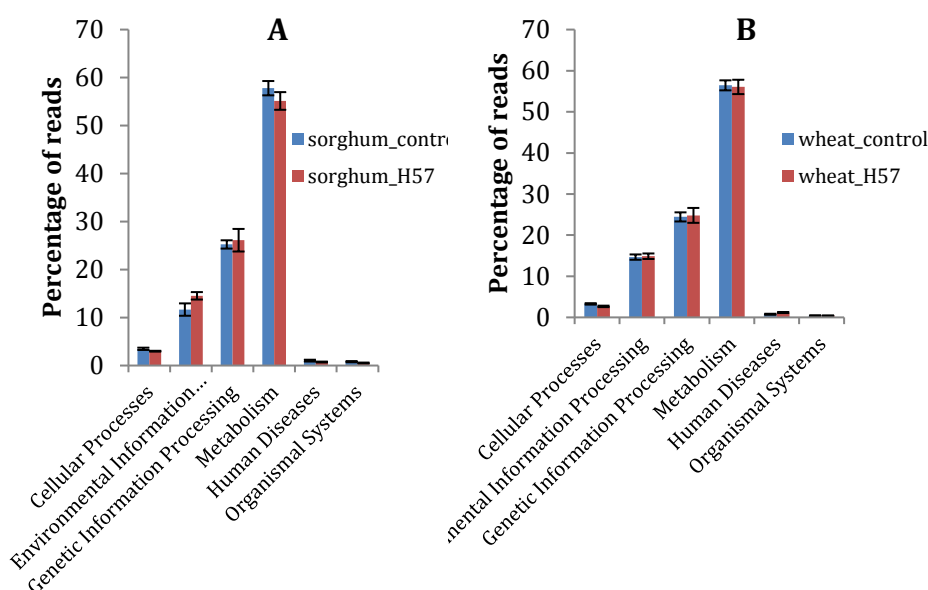 A
Percentage of reads
70
60
50
40
30
20
10
0
sorghum_contr
sorghum_H57
Cellular Processes
Environmental Information...
Genetic Information Processing
Metabolism
Human Diseases
Organismal Systems
B
Percentage of reads
70
60
50
40
30
20
10
0
wheat_control
wheat_H57
Cellular Processes
mental Information Processing
Genetic Information Processing
Metabolism
Human Diseases
Organismal Systems